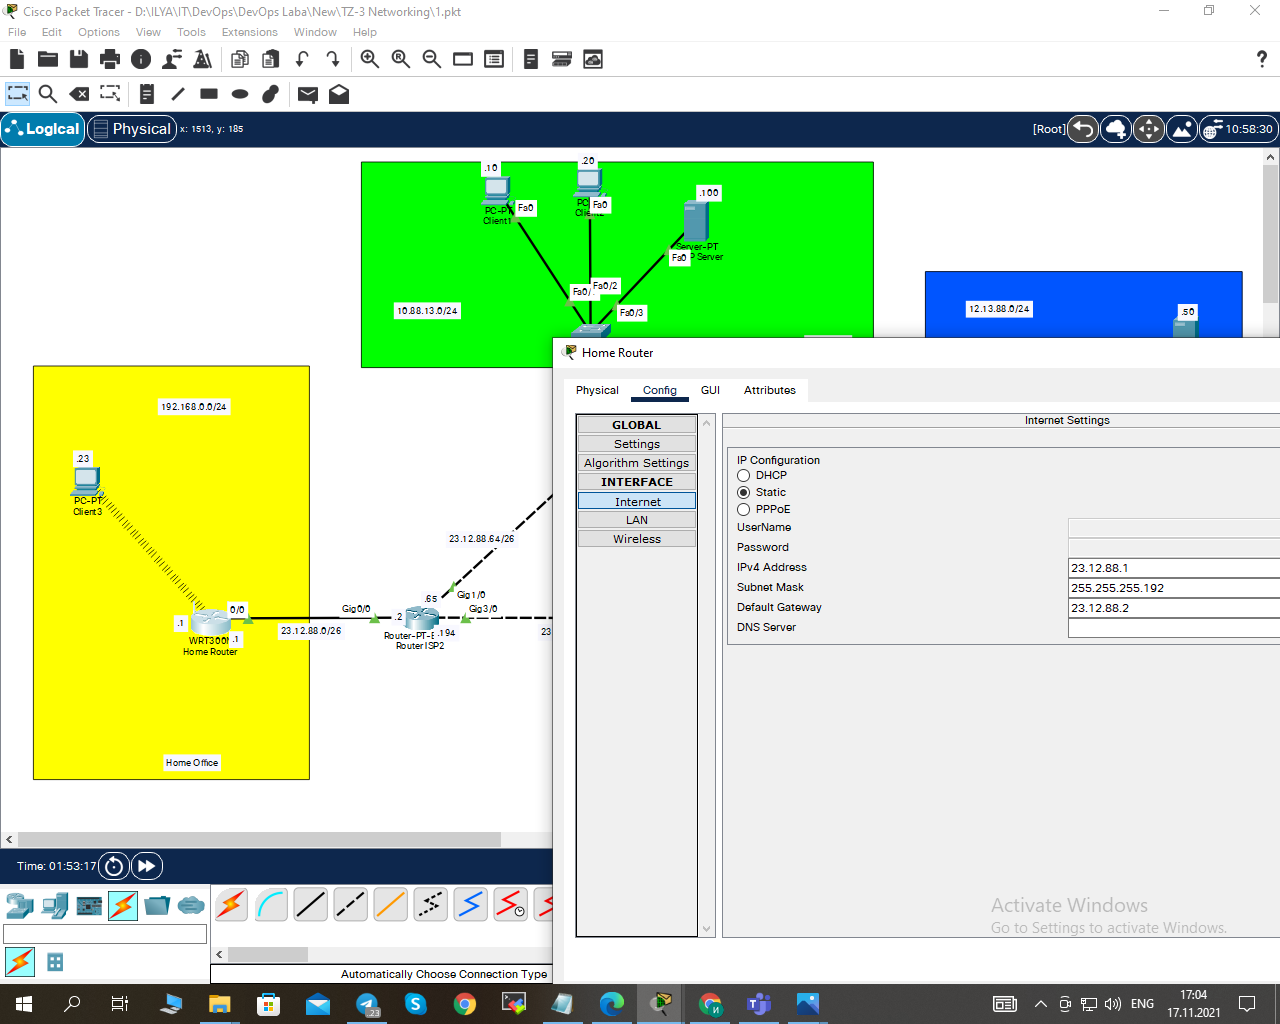 Cisco Packet Tracer - D:\ILYA\IT\DevOps\DevOps Laba\New\TZ-3 Networking\1.pkt
File Edit Options View Tools Extensions Window Help
Logical
Physical
x: 1513, y: 185
[Root]
10:58:30
.10
.20
.100
PC-PT
Client1
Fa0
Fa0
Server-PT
Server
Fa0
Fa0/2
Fa0/3
10.88.13.0/24
12.13.88.0/24
.50
192.168.0.0/24
.23
PC-PT
Client3
23.12.88.64/26
.65
Gig1/0
.1
0/0
Gig0/0
.2
Gig3/0
23.12.88.0/26
23
.194
.1
WRT300N
Home Router
Router-PT-E
Router ISP2
Home Office
Home Router
Physical
Config
GUI
Attributes
GLOBAL
Settings
Algorithm Settings
INTERFACE
Internet
LAN
Wireless
Internet Settings
IP Configuration
DHCP
Static
PPPoE
UserName
Password
IPv4 Address 23.12.88.1
Subnet Mask 255.255.255.192
Default Gateway 23.12.88.2
DNS Server
Time: 01:53:17
Automatically Choose Connection Type
Activate Windows
Go to Settings to activate Windows.
.23
ENG
17:04
17.11.2021